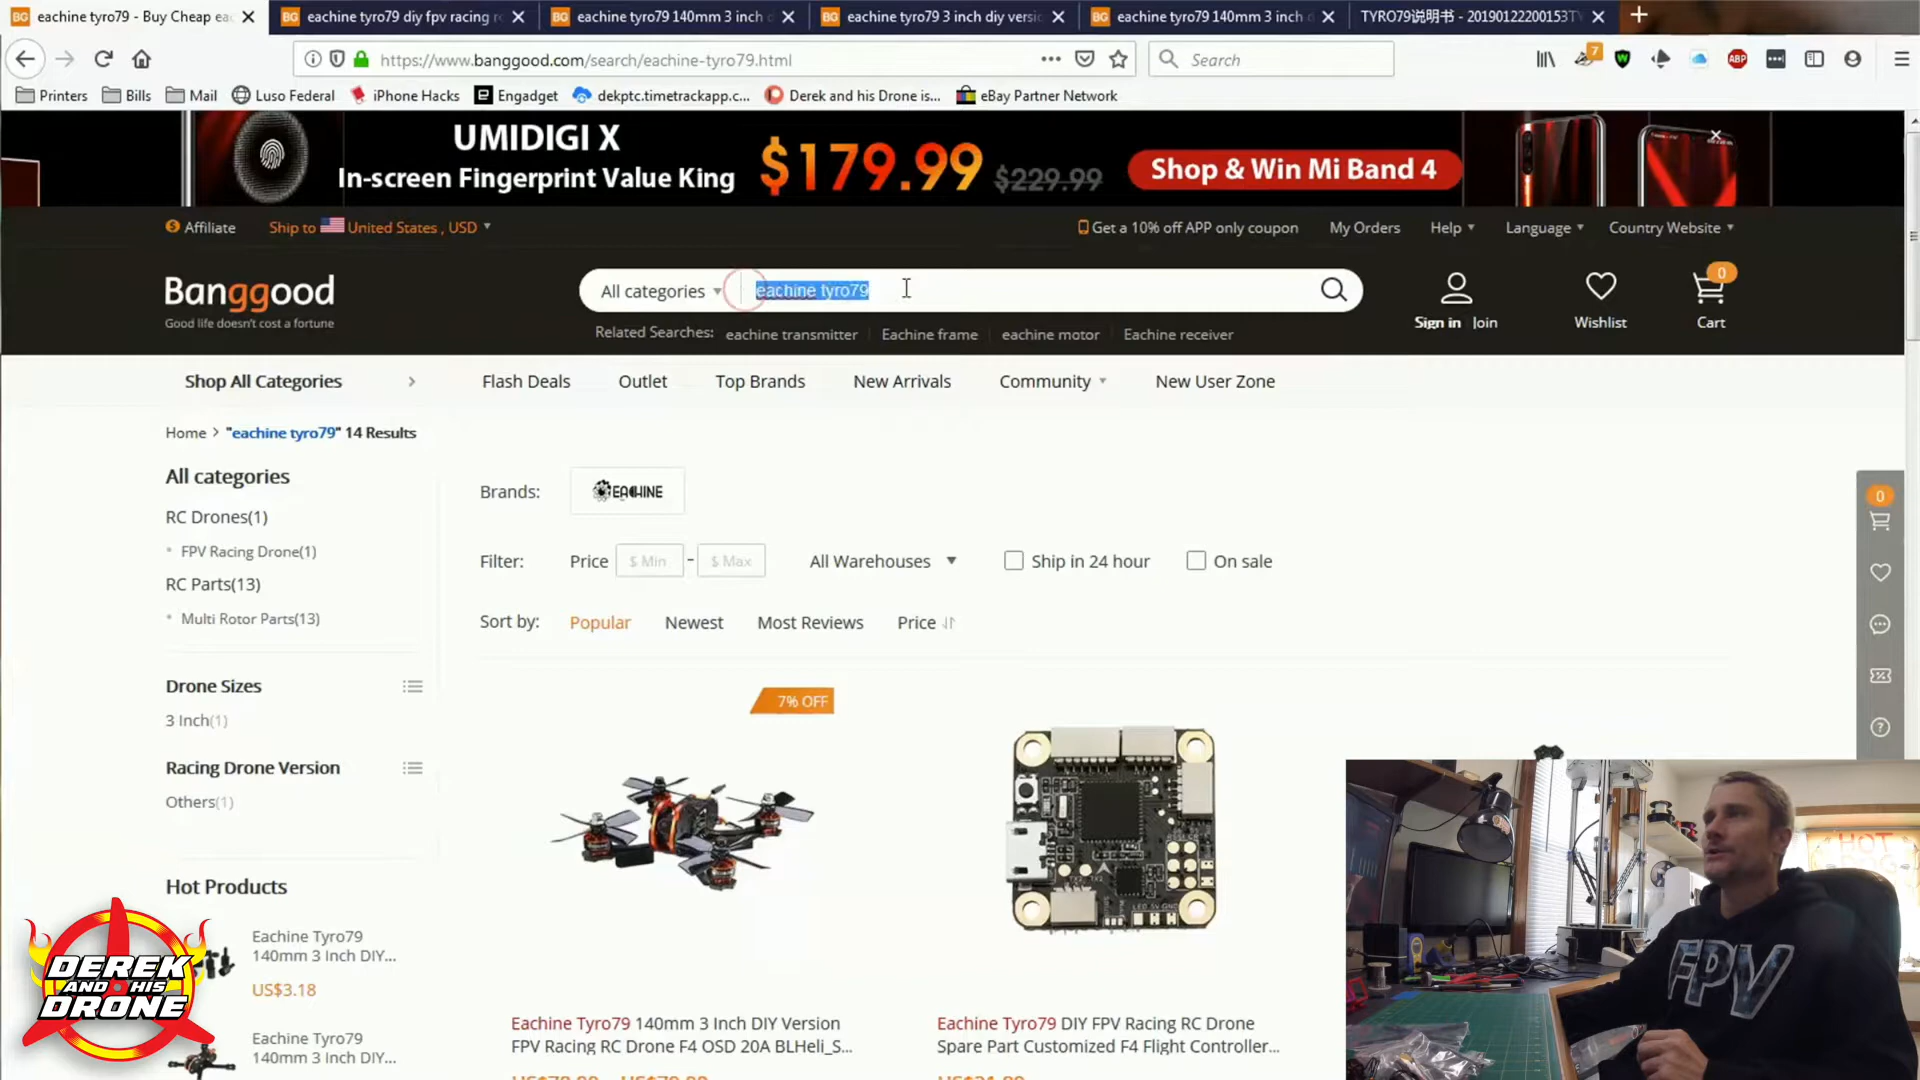 eachine tyro79 - Buy Cheap eac
eachine tyro79 diy fpv racing r
eachine tyro79 140mm 3 inch d
eachine tyro79 3 inch diy versi
eachine tyro79 140mm 3 inch d
TYRO79说明书 - 20190122200153T
https://www.banggood.com/search/eachine-tyro79.html
Search
7
ABP
Printers
Bills
Mail
Luso Federal
iPhone Hacks
Engadget
dekptc.timetrackapp.c...
Derek and his Drone is...
eBay Partner Network
UMIDIGI X
In-screen Fingerprint Value King
$179.99
$229.99
Shop & Win Mi Band 4
Affiliate
Ship to United States , USD
Get a 10% off APP only coupon
My Orders
Help
Language
Country Website
Banggood
Good life doesn't cost a fortune
All categories
eachine tyro79
Related Searches:
eachine transmitter
Eachine frame
eachine motor
Eachine receiver
Sign in
Join
Wishlist
0
Cart
Shop All Categories
Flash Deals
Outlet
Top Brands
New Arrivals
Community
New User Zone
Home > "eachine tyro79" 14 Results
All categories
RC Drones(1)
FPV Racing Drone(1)
RC Parts(13)
Multi Rotor Parts(13)
Drone Sizes
3 Inch(1)
Racing Drone Version
Others(1)
Hot Products
Eachine Tyro79
140mm 3 Inch DIY...
US$3.18
Eachine Tyro79
140mm 3 Inch DIY...
Brands:
EACHINE
Filter:
Price
$ Min
-
$ Max
All Warehouses
Ship in 24 hour
On sale
Sort by:
Popular
Newest
Most Reviews
Price
7% OFF
0
Eachine Tyro79 140mm 3 Inch DIY Version
FPV Racing RC Drone F4 OSD 20A BLHeli_S...
Eachine Tyro79 DIY FPV Racing RC Drone
Spare Part Customized F4 Flight Controller...
DEREK
AND HIS
DRONE
FPV